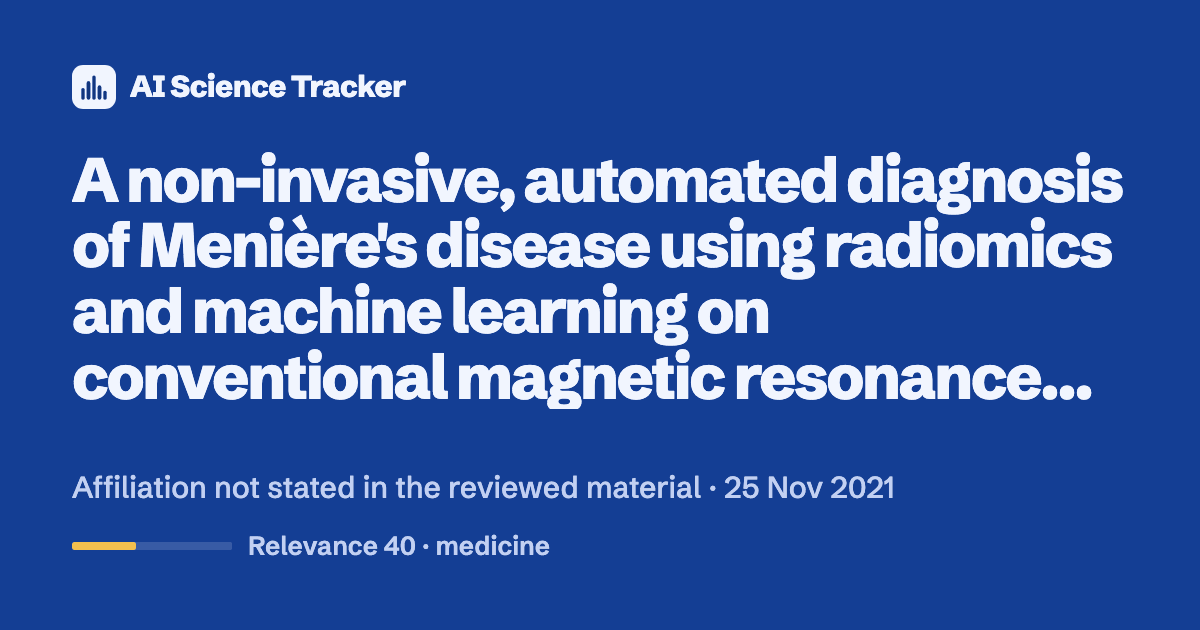 AI Science Tracker
A non-invasive, automated diagnosis
of Menière's disease using radiomics
and machine learning on
conventional magnetic resonance...
Affiliation not stated in the reviewed material · 25 Nov 2021
Relevance 40 · medicine